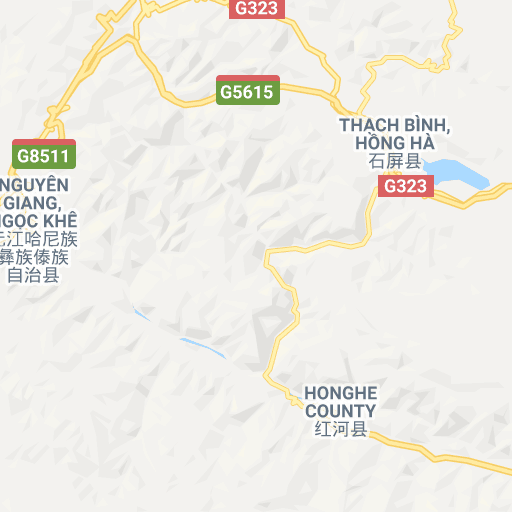 G323
G5615
THẠCH BÌNH,
HỒNG HÀ
石屏县
G8511
G323
NGUYÊN
GIANG,
NGỌC KHÊ
元江哈尼族
彝族傣族
自治县
HONGHE
COUNTY
红河县